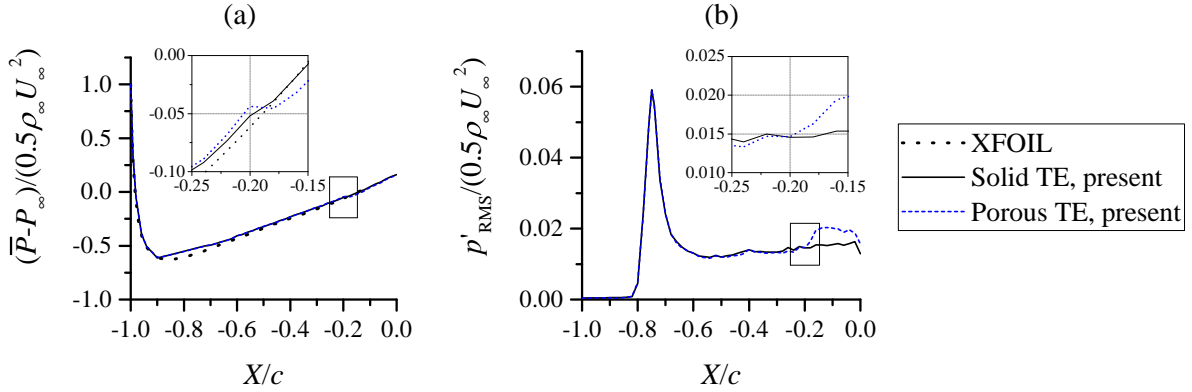 (a)
(P̅-P∞)/(0.5ρ∞U∞²)
1.0
0.5
0.0
-0.5
-1.0
-1.0 -0.8 -0.6 -0.4 -0.2 0.0
X/c
0.00
-0.05
-0.10
-0.25 -0.20 -0.15
(b)
p'RMS/(0.5ρ∞U∞²)
0.06
0.04
0.02
0.00
-1.0 -0.8 -0.6 -0.4 -0.2 0.0
X/c
0.025
0.020
0.015
0.010
-0.25 -0.20 -0.15
XFOIL
Solid TE, present
Porous TE, present